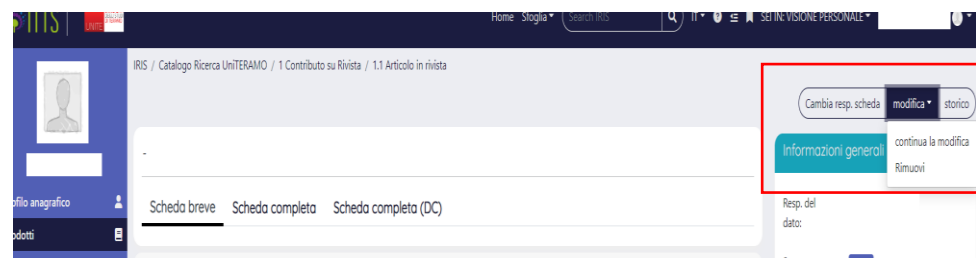 IRIS
UNITE
Home Sfoglia Search IRIS IT SEI IN: VISIONE PERSONALE
IRIS / Catalogo Ricerca UniTERAMO / 1 Contributo su Rivista / 1.1 Articolo in rivista
Cambia resp. scheda modifica storico
continua la modifica
Rimuovi
Informazioni generali
-
Scheda breve Scheda completa Scheda completa (DC)
ofilo anagrafico
odotti
Resp. del
dato: